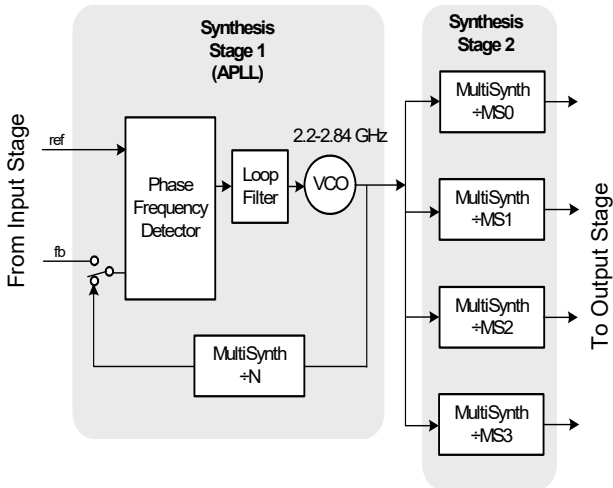 Synthesis
Stage 1
(APLL)
Synthesis
Stage 2
From Input Stage
ref
fb
Phase
Frequency
Detector
Loop
Filter
2.2-2.84 GHz
VCO
MultiSynth
÷N
MultiSynth
÷MS0
MultiSynth
÷MS1
MultiSynth
÷MS2
MultiSynth
÷MS3
To Output Stage